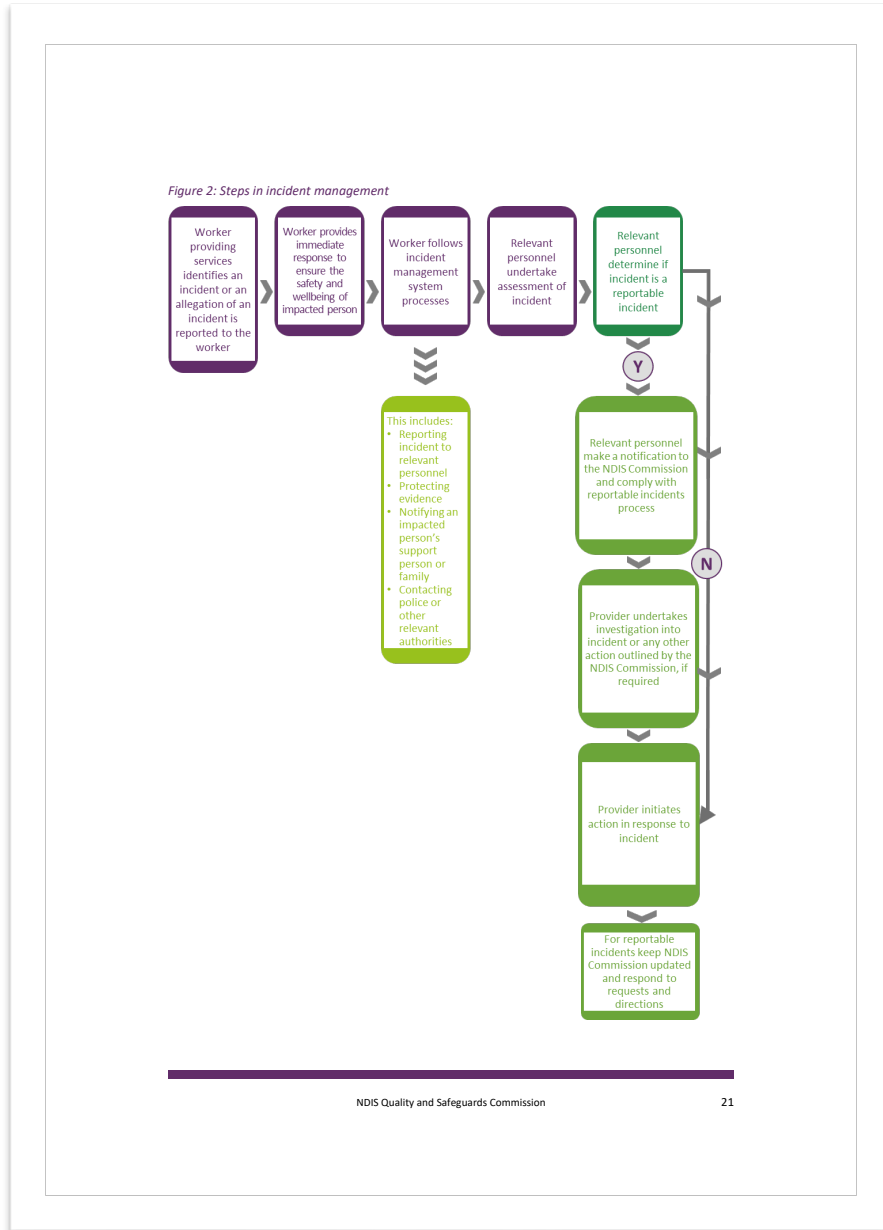 Figure 2: Steps in incident management
Worker
providing
services
identifies an
incident or an
allegation of an
incident is
reported to the
worker
Worker provides
immediate
response to
ensure the
safety and
wellbeing of
impacted person
Worker follows
incident
management
system
processes
Relevant
personnel
undertake
assessment of
incident
Relevant
personnel
determine if
incident is a
reportable
incident
Y
This includes:
• Reporting
incident to
relevant
personnel
• Protecting
evidence
• Notifying an
impacted
person's
support
person or
family
• Contacting
police or
other
relevant
authorities
Relevant personnel
make a notification to
the NDIS Commission
and comply with
reportable incidents
process
N
Provider undertakes
investigation into
incident or any other
action outlined by the
NDIS Commission, if
required
Provider initiates
action in response to
incident
For reportable
incidents keep NDIS
Commission updated
and respond to
requests and
directions
NDIS Quality and Safeguards Commission
21